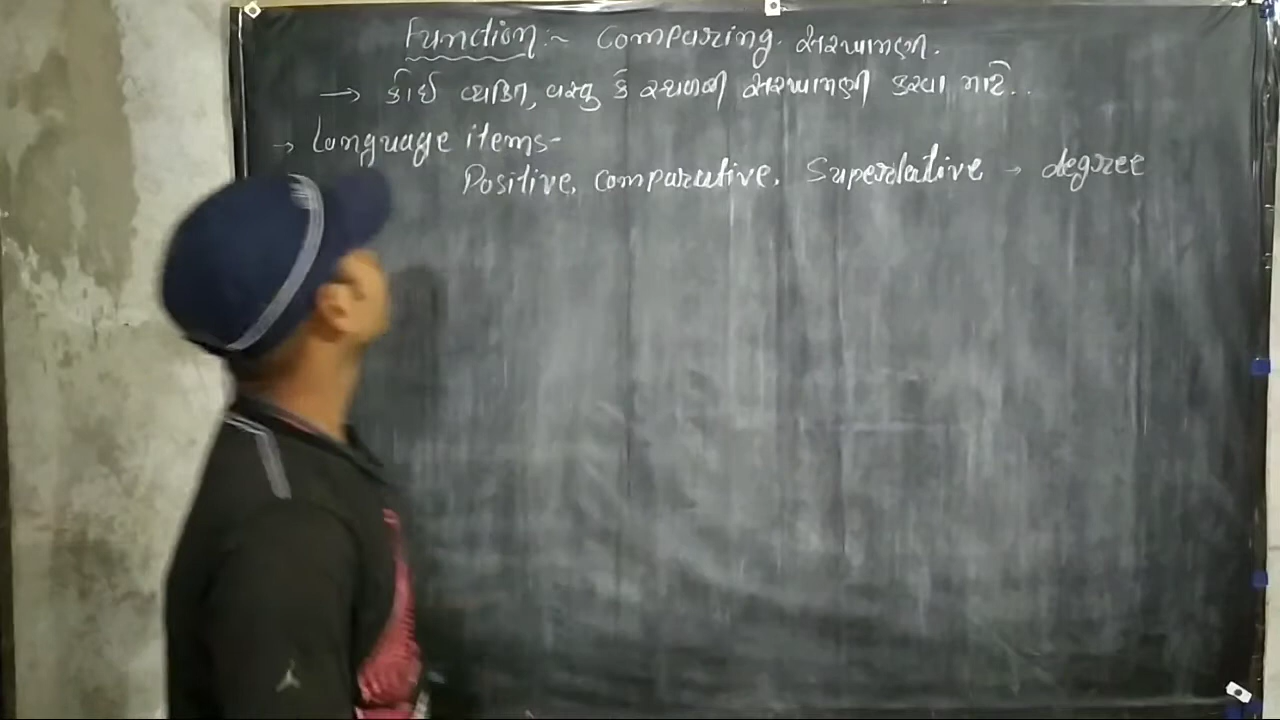 Function:- Comparing. સરખામણી.
→ કોઈ વ્યક્તિ, વસ્તુ કે સ્થળની સરખામણી કરવા માટે..
→ Language items-
Positive, Comparative, Superlative → degree